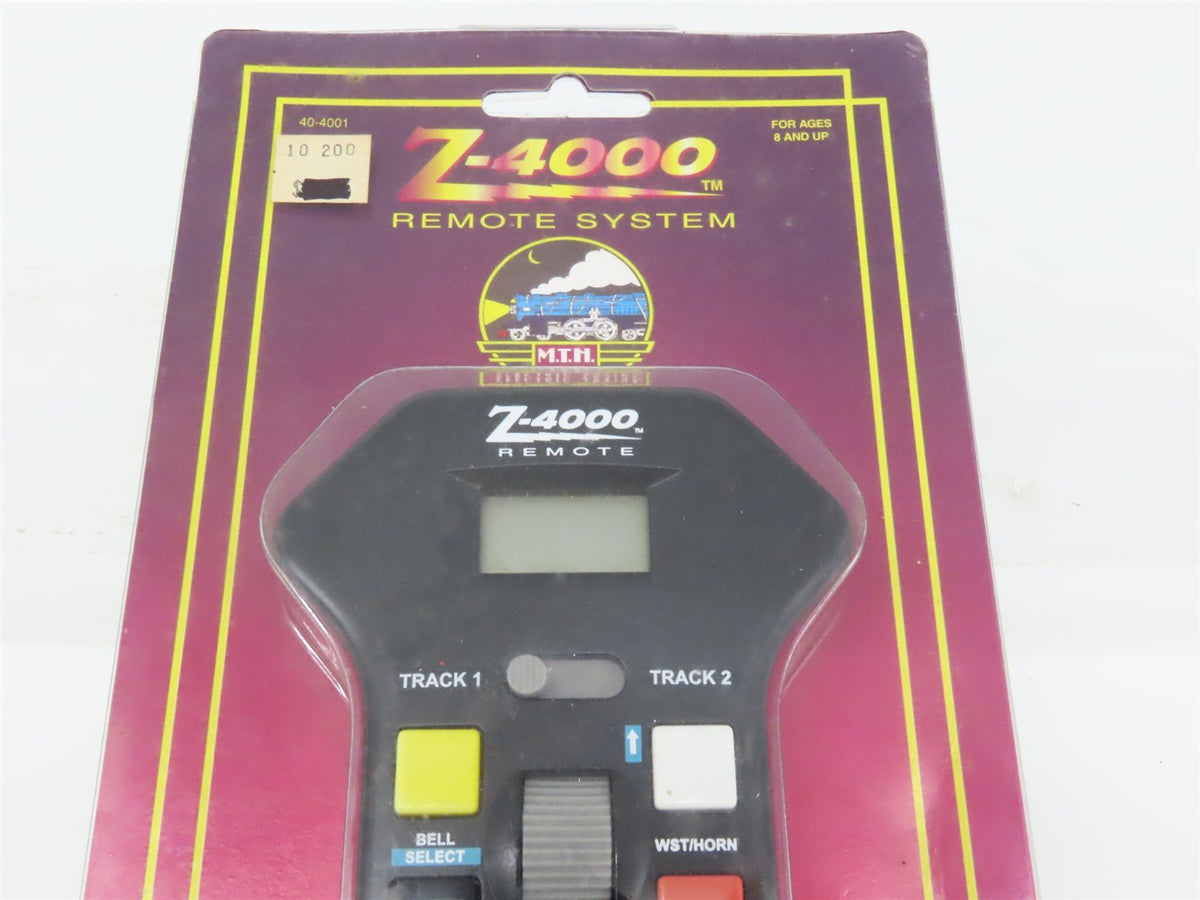 40-4001
FOR AGES
8 AND UP
10 200
Z-4000 TM
REMOTE SYSTEM
M.T.H.
Z-4000 TM
REMOTE
TRACK 1
TRACK 2
BELL
SELECT
WST/HORN